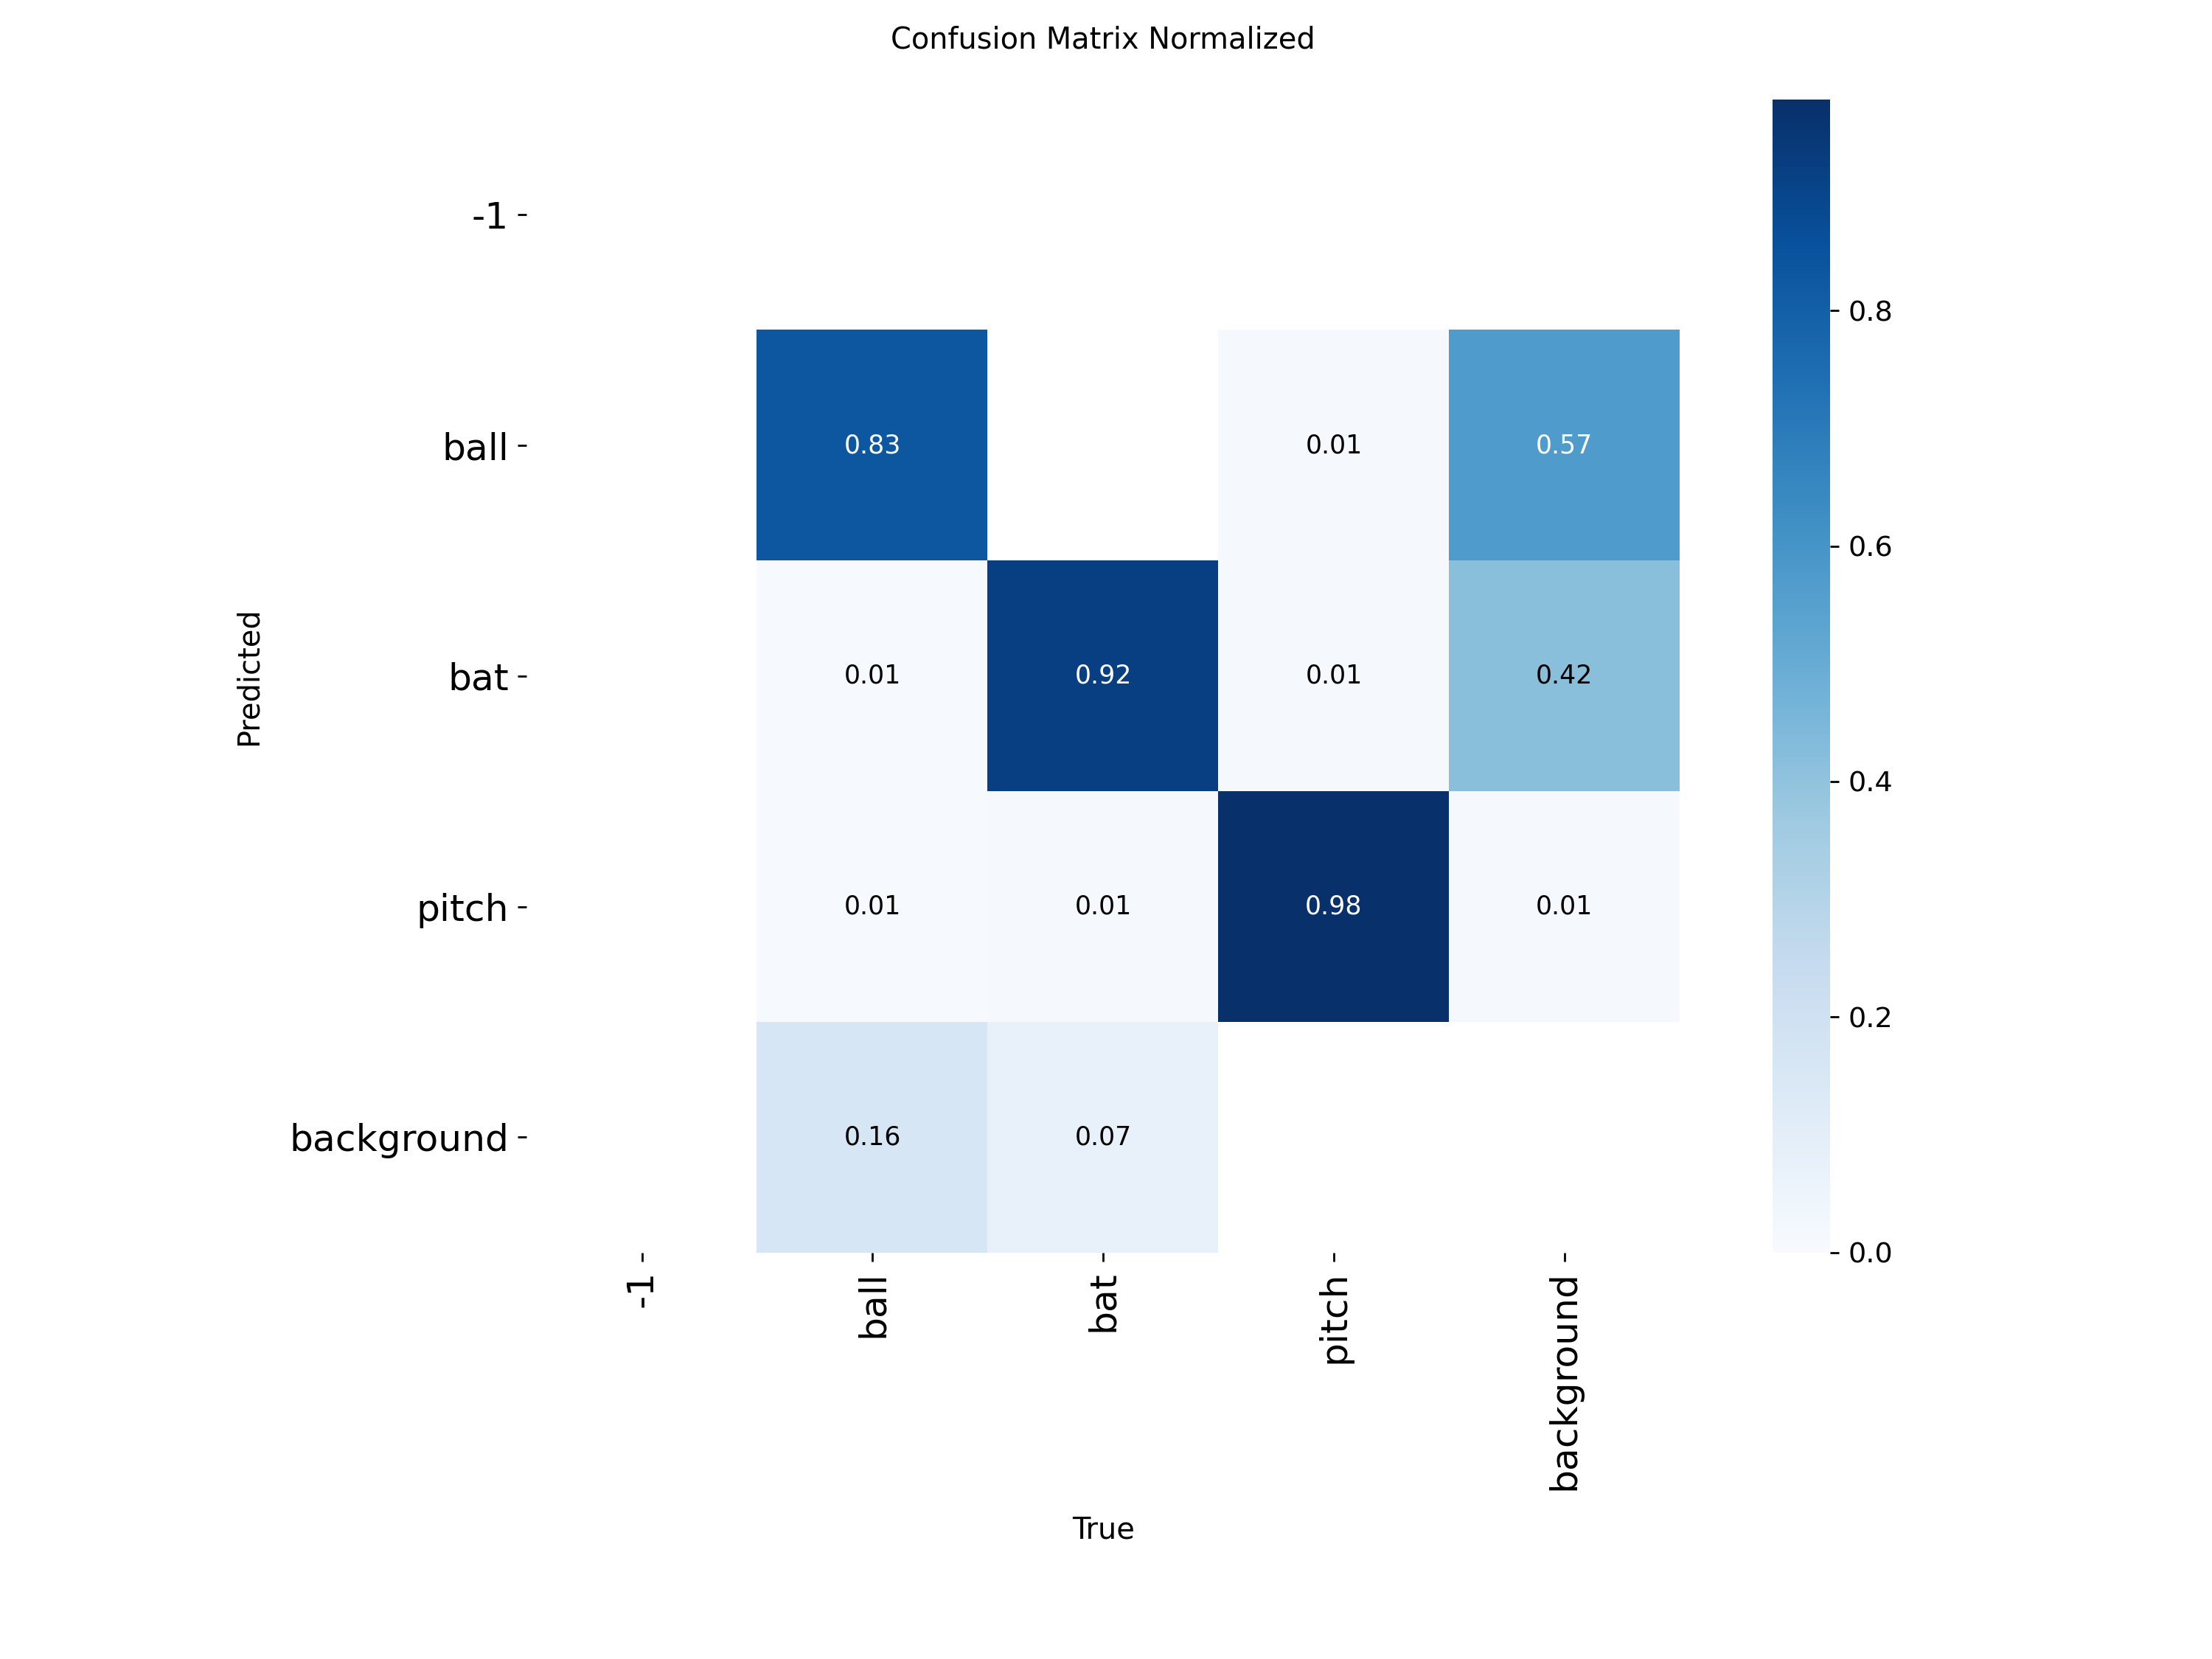 Confusion Matrix Normalized
-1
ball
0.83
0.01
0.57
bat
0.01
0.92
0.01
0.42
pitch
0.01
0.01
0.98
0.01
background
0.16
0.07
Predicted
-1
ball
bat
pitch
background
True
0.8
0.6
0.4
0.2
0.0